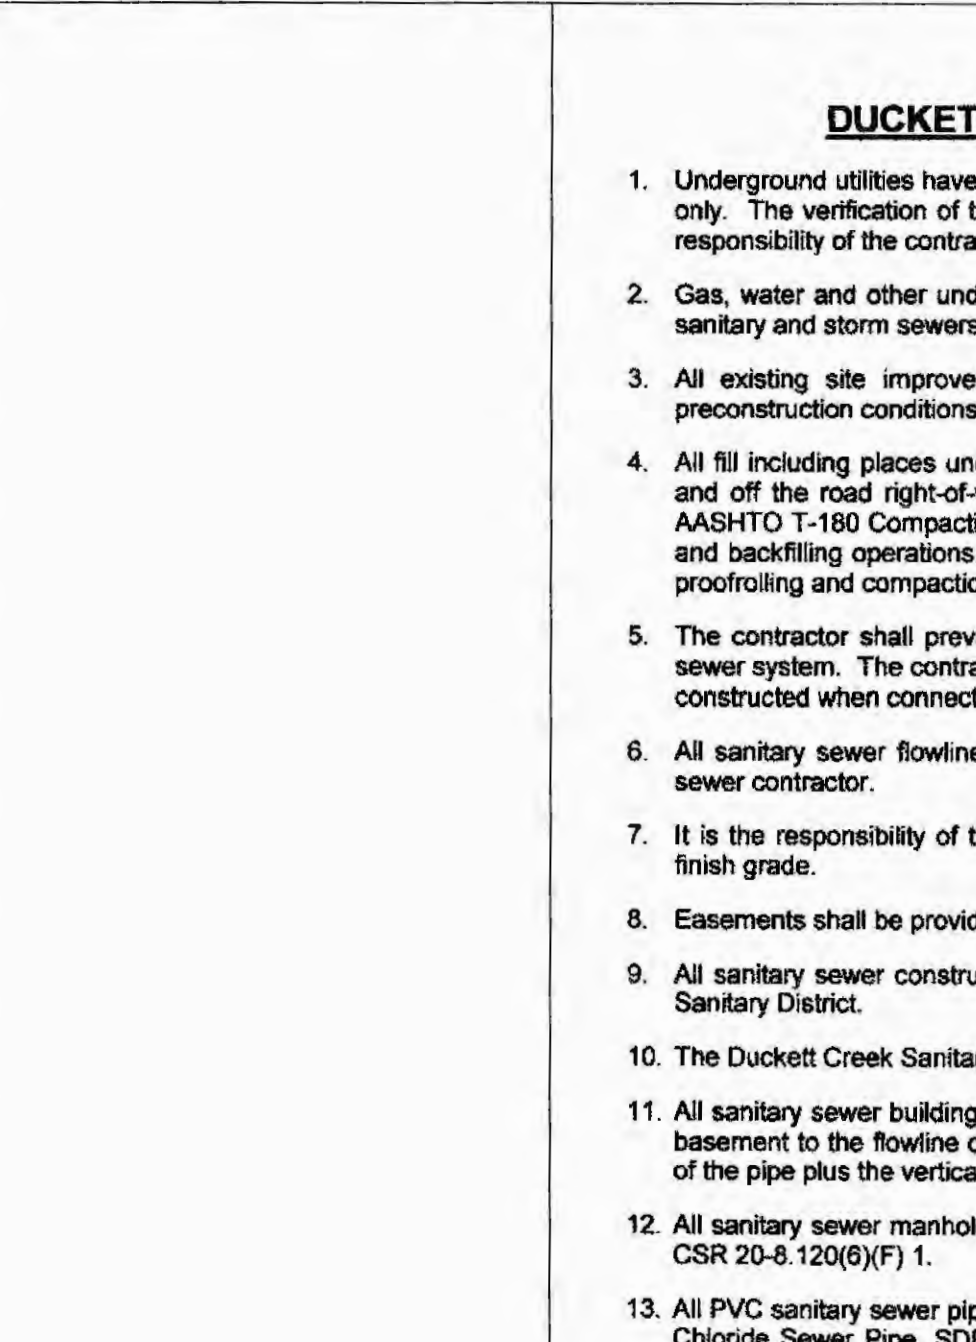 DUCKET
1. Underground utilities have
only. The verification of t
responsibility of the contra
2. Gas, water and other und
sanitary and storm sewers
3. All existing site improve
preconstruction conditions
4. All fill including places un
and off the road right-of-
AASHTO T-180 Compacti
and backfilling operations
proofrolling and compactio
5. The contractor shall prev
sewer system. The contra
constructed when connect
6. All sanitary sewer flowline
sewer contractor.
7. It is the responsibility of t
finish grade.
8. Easements shall be provid
9. All sanitary sewer constru
Sanitary District.
10. The Duckett Creek Sanita
11. All sanitary sewer building
basement to the flowline o
of the pipe plus the vertica
12. All sanitary sewer manhol
CSR 20-8.120(6)(F) 1.
13. All PVC sanitary sewer pip
Chloride Sewer Pipe, SD